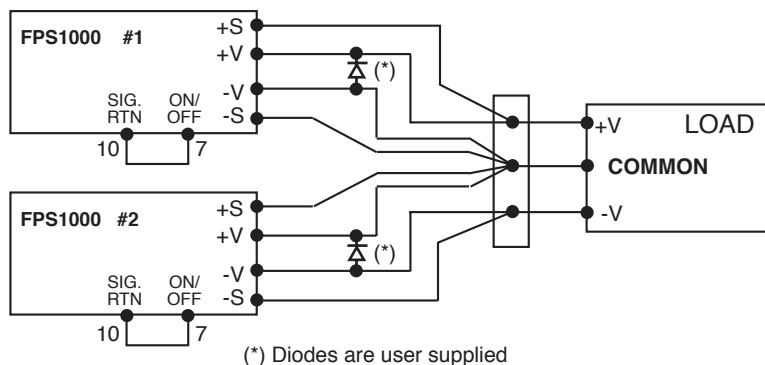 FPS1000 #1
+S
+V
-V
-S
(*)
SIG.
RTN
ON/
OFF
10
7
+V
LOAD
COMMON
-V
FPS1000 #2
+S
+V
-V
-S
(*)
SIG.
RTN
ON/
OFF
10
7
(*) Diodes are user supplied